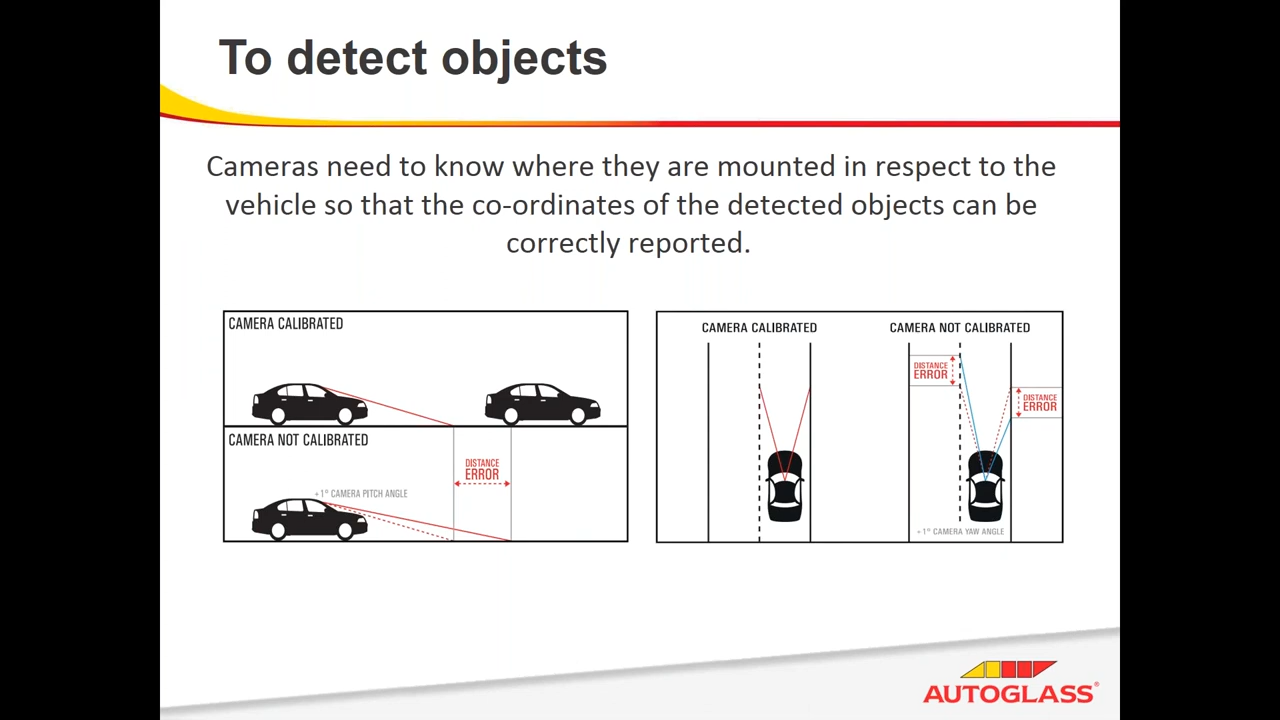 To detect objects
Cameras need to know where they are mounted in respect to the
vehicle so that the co-ordinates of the detected objects can be
correctly reported.
CAMERA CALIBRATED
CAMERA NOT CALIBRATED
DISTANCE
ERROR
+1° CAMERA PITCH ANGLE
CAMERA CALIBRATED
CAMERA NOT CALIBRATED
DISTANCE
ERROR
DISTANCE
ERROR
+1° CAMERA YAW ANGLE
AUTOGLASS®